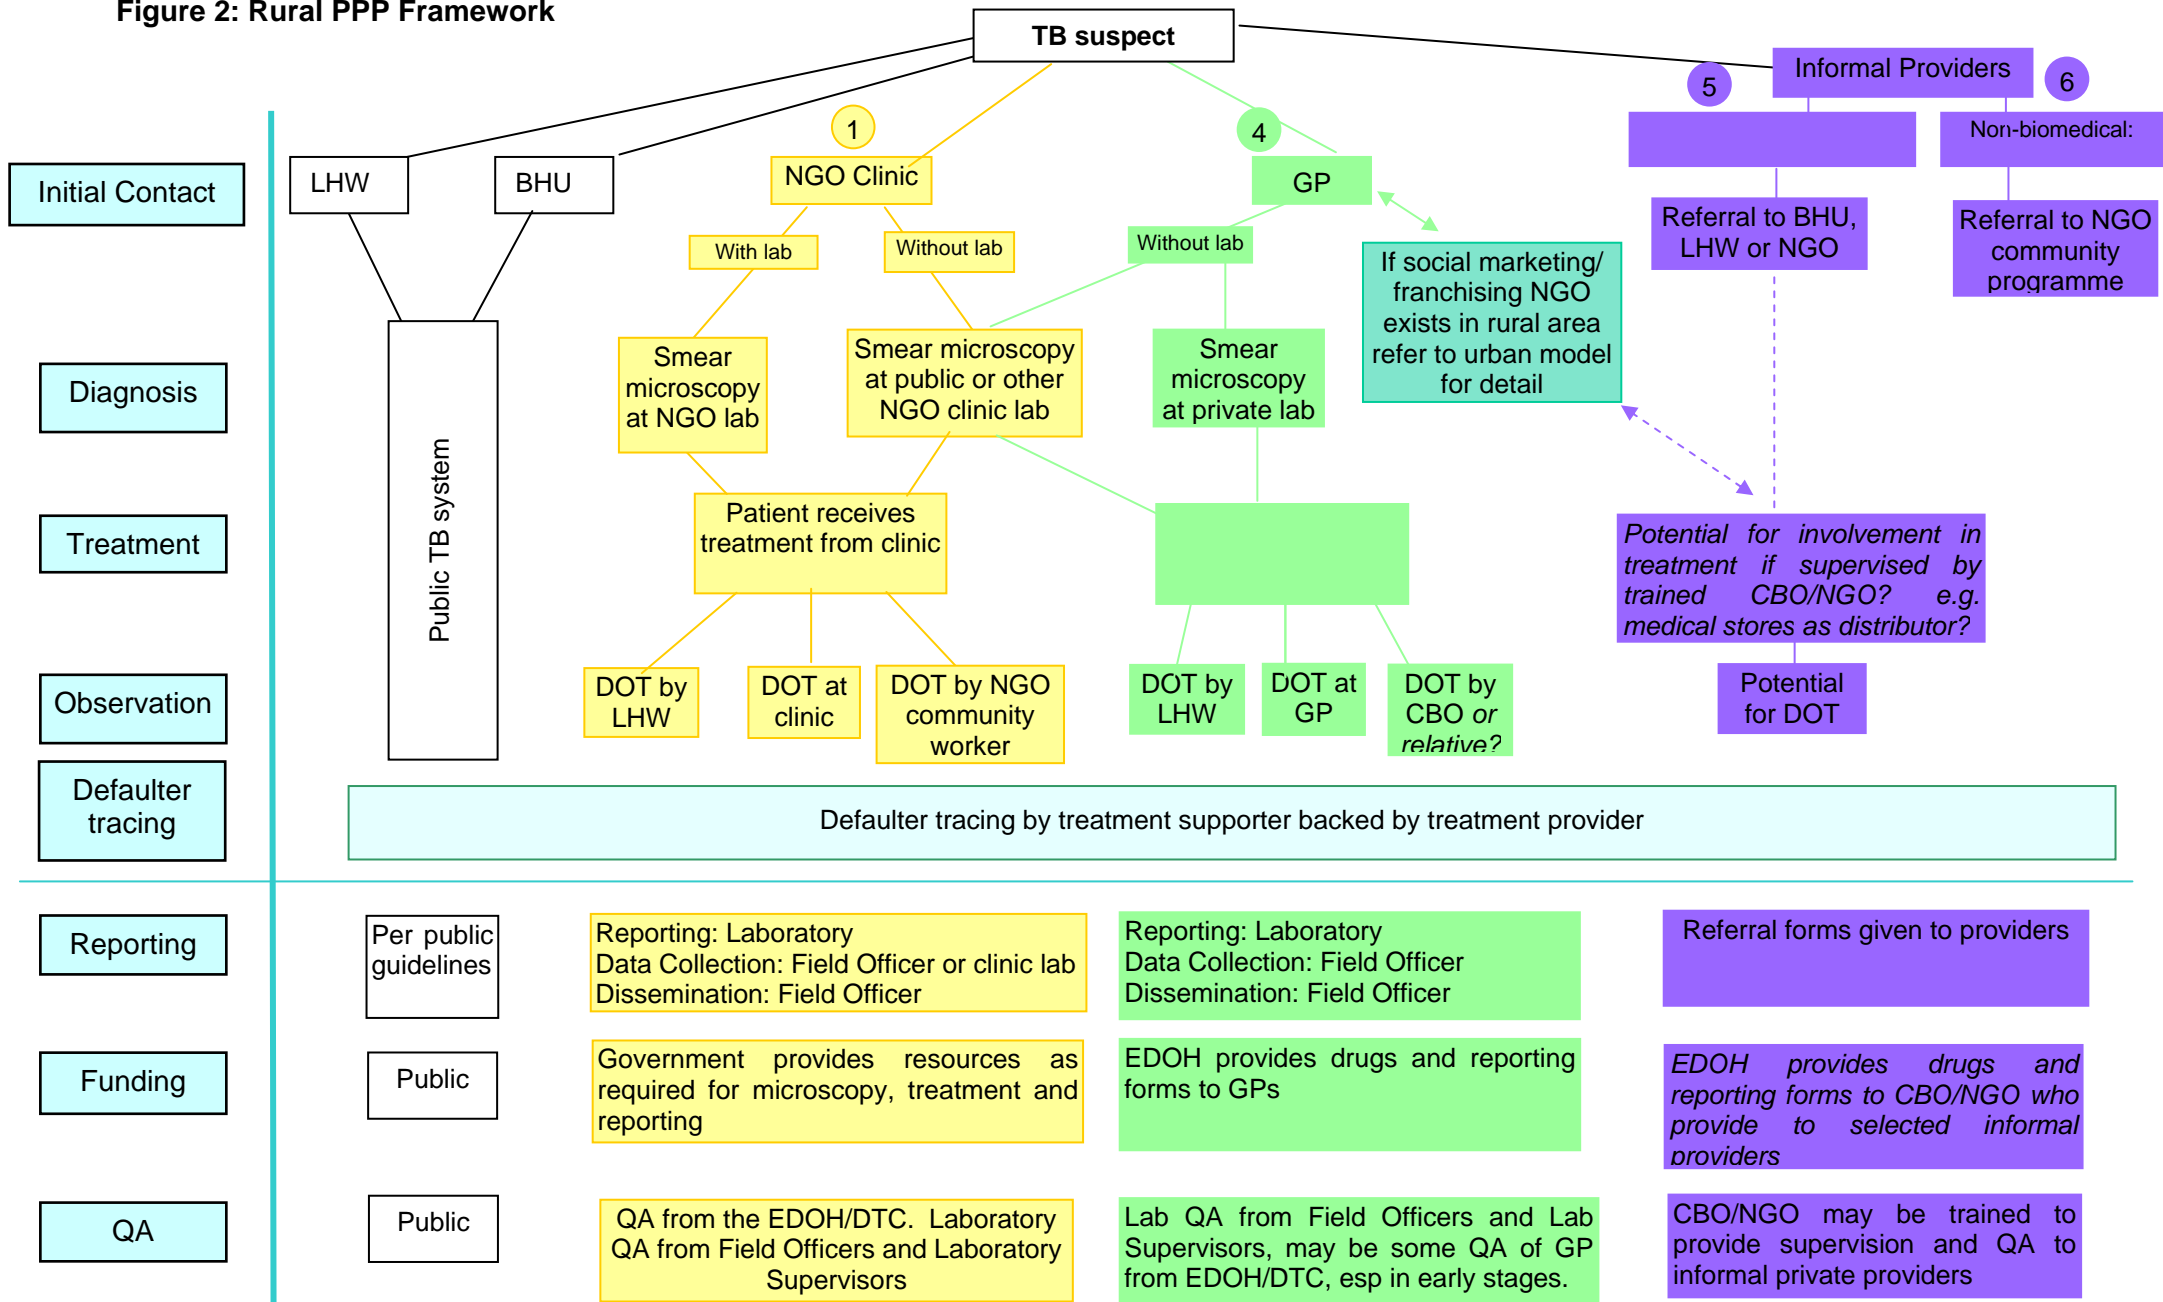 Figure 2: Rural PPP Framework
TB suspect
Informal Providers
5
6
1
4
Non-biomedical:
Initial Contact
LHW
BHU
NGO Clinic
GP
Referral to BHU,
LHW or NGO
Referral to NGO
community
programme
With lab
Without lab
Without lab
If social marketing/
franchising NGO
exists in rural area
refer to urban model
for detail
Diagnosis
Public TB system
Smear
microscopy
at NGO lab
Smear microscopy
at public or other
NGO clinic lab
Smear
microscopy
at private lab
Treatment
Patient receives
treatment from clinic
Potential for involvement in
treatment if supervised by
trained CBO/NGO? e.g.
medical stores as distributor?
Observation
DOT by
LHW
DOT at
clinic
DOT by NGO
community
worker
DOT by
LHW
DOT at
GP
DOT by
CBO or
relative?
Potential
for DOT
Defaulter
tracing
Defaulter tracing by treatment supporter backed by treatment provider
Reporting
Per public
guidelines
Reporting: Laboratory
Data Collection: Field Officer or clinic lab
Dissemination: Field Officer
Reporting: Laboratory
Data Collection: Field Officer
Dissemination: Field Officer
Referral forms given to providers
Funding
Public
Government provides resources as
required for microscopy, treatment and
reporting
EDOH provides drugs and reporting
forms to GPs
EDOH provides drugs and
reporting forms to CBO/NGO who
provide to selected informal
providers
QA
Public
QA from the EDOH/DTC. Laboratory
QA from Field Officers and Laboratory
Supervisors
Lab QA from Field Officers and Lab
Supervisors, may be some QA of GP
from EDOH/DTC, esp in early stages.
CBO/NGO may be trained to
provide supervision and QA to
informal private providers